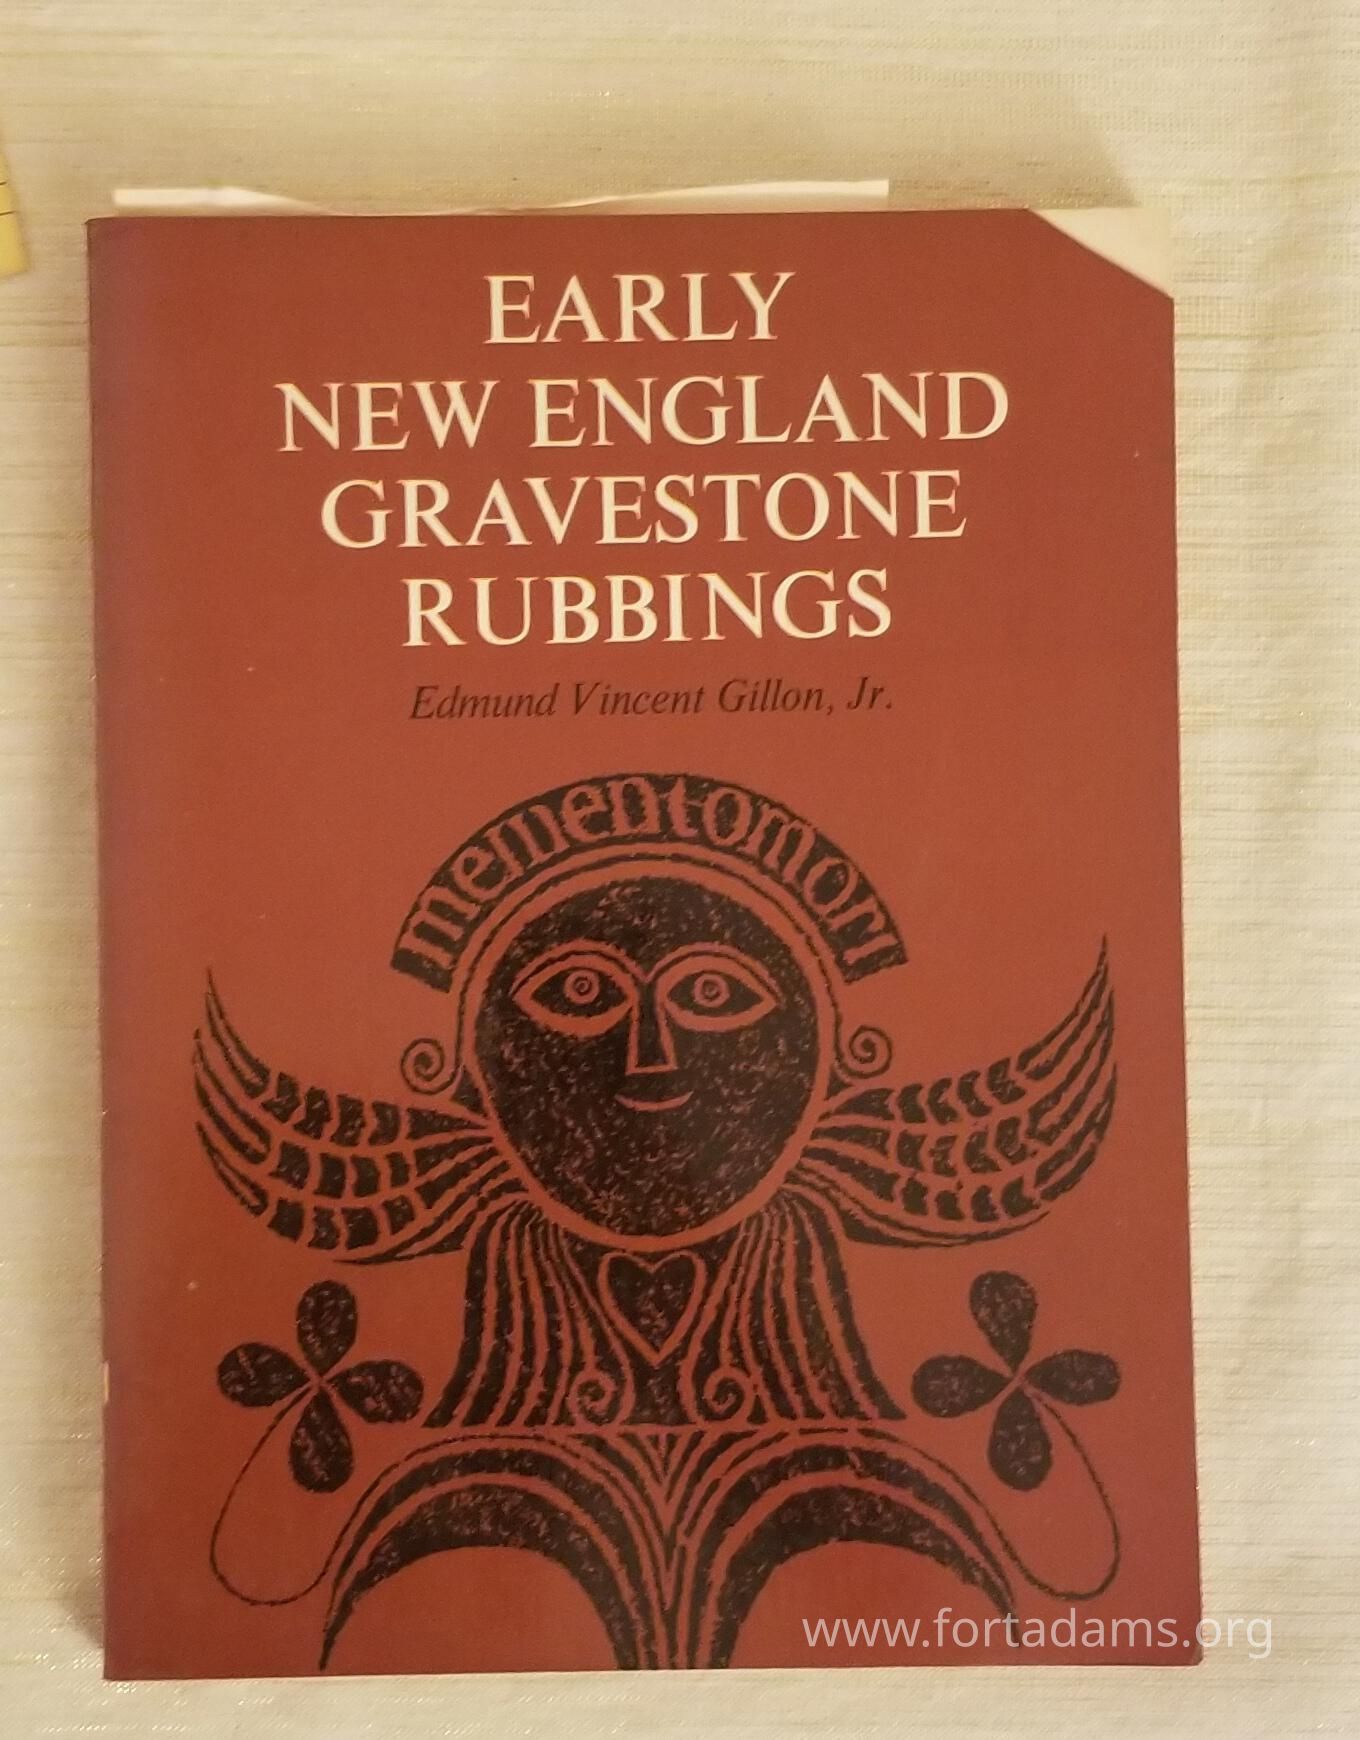 EARLY
NEW ENGLAND
GRAVESTONE
RUBBINGS
Edmund Vincent Gillon, Jr.
mementomori
www.fortadams.org